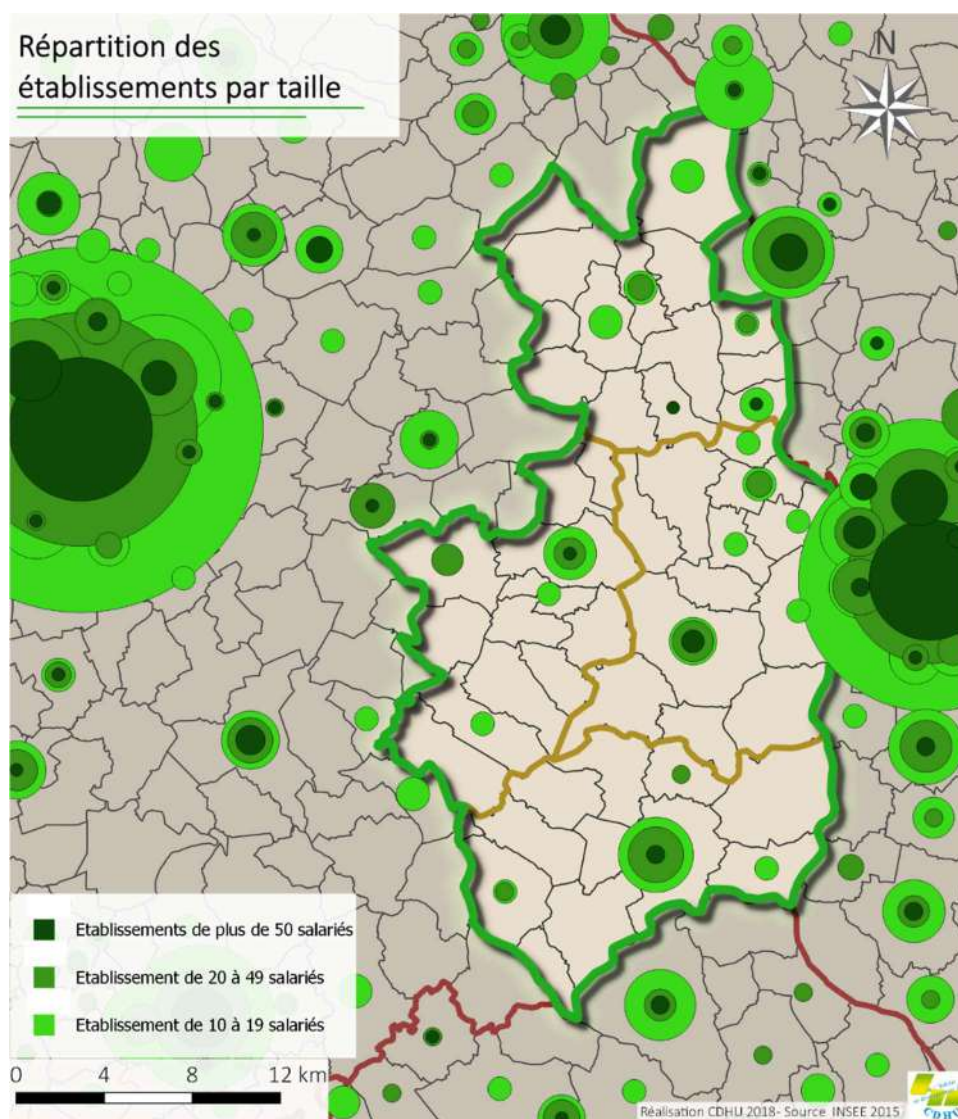 Répartition des
établissements par taille
N
Etablissements de plus de 50 salariés
Etablissement de 20 à 49 salariés
Etablissement de 10 à 19 salariés
0 4 8 12 km
Réalisation CDHU 2018- Source INSEE 2015
CDHU